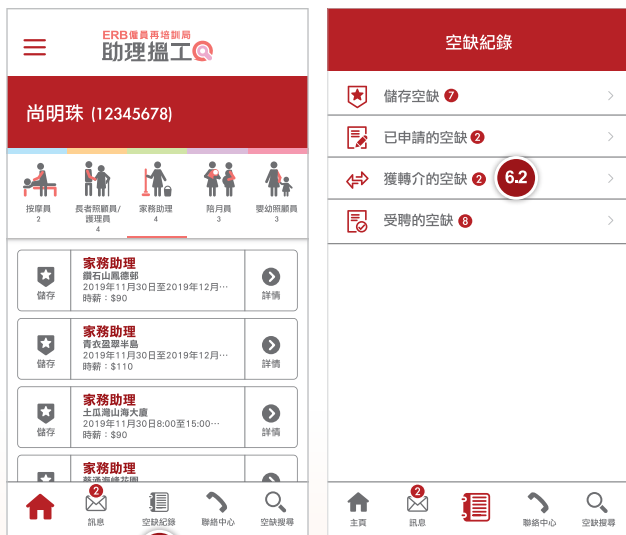 ERB僱員再培訓局
助理搵工
尚明珠 (12345678)
按摩員
2
長者照顧員/
護理員
4
家務助理
4
陪月員
3
嬰幼照顧員
3
家務助理
鑽石山鳳德邨
2019年11月30日至2019年12月…
時薪：$90
儲存
詳情
家務助理
青衣盈翠半島
2019年11月30日至2019年12月…
時薪：$110
儲存
詳情
家務助理
土瓜灣山海大廈
2019年11月30日8:00至15:00…
時薪：$90
儲存
詳情
家務助理
2
訊息
空缺紀錄
聯絡中心
空缺搜尋
空缺紀錄
儲存空缺 7
已申請的空缺 2
獲轉介的空缺 2
6.2
受聘的空缺 8
主頁
2
訊息
聯絡中心
空缺搜尋